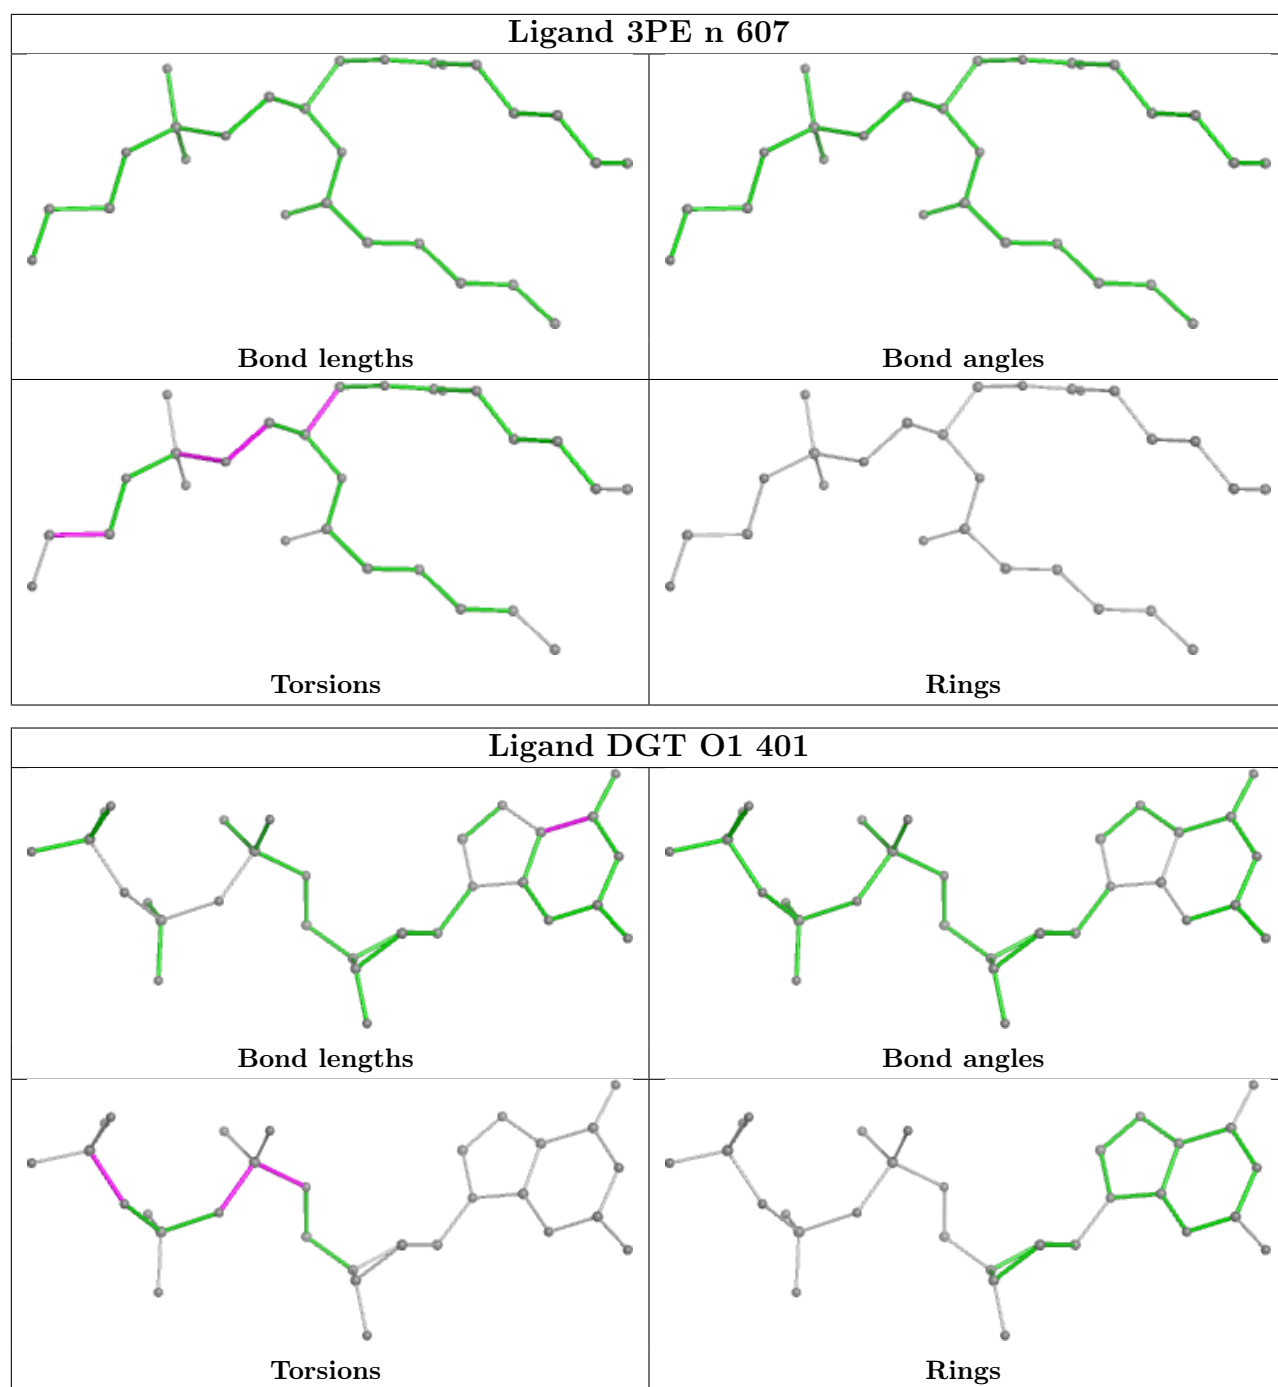 Ligand 3PE n 607
Bond lengths
Bond angles
Torsions
Rings
Ligand DGT O1 401
Bond lengths
Bond angles
Torsions
Rings